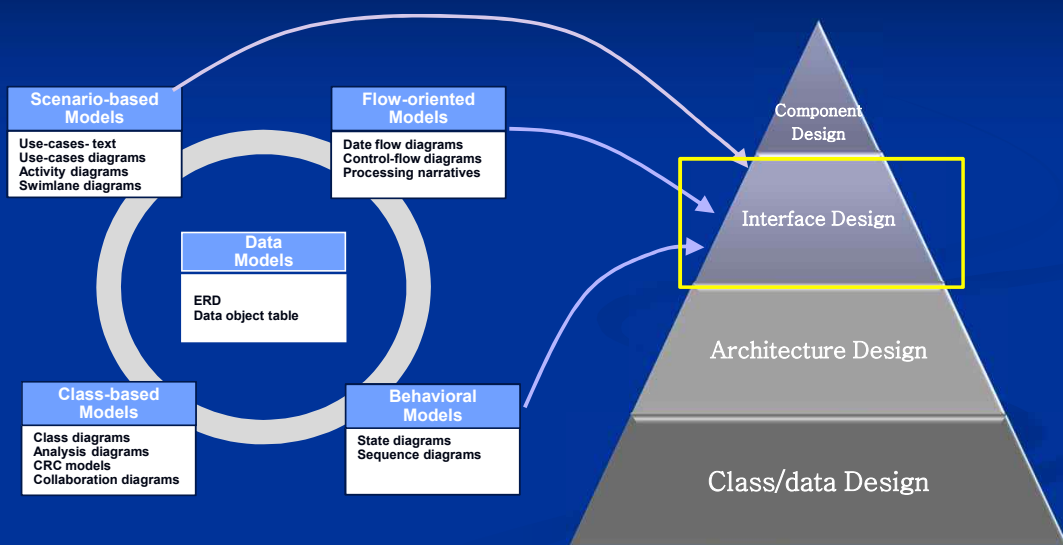 Scenario-based
Models
Use-cases- text
Use-cases diagrams
Activity diagrams
Swimlane diagrams
Flow-oriented
Models
Date flow diagrams
Control-flow diagrams
Processing narratives
Data
Models
ERD
Data object table
Class-based
Models
Class diagrams
Analysis diagrams
CRC models
Collaboration diagrams
Behavioral
Models
State diagrams
Sequence diagrams
Component
Design
Interface Design
Architecture Design
Class/data Design